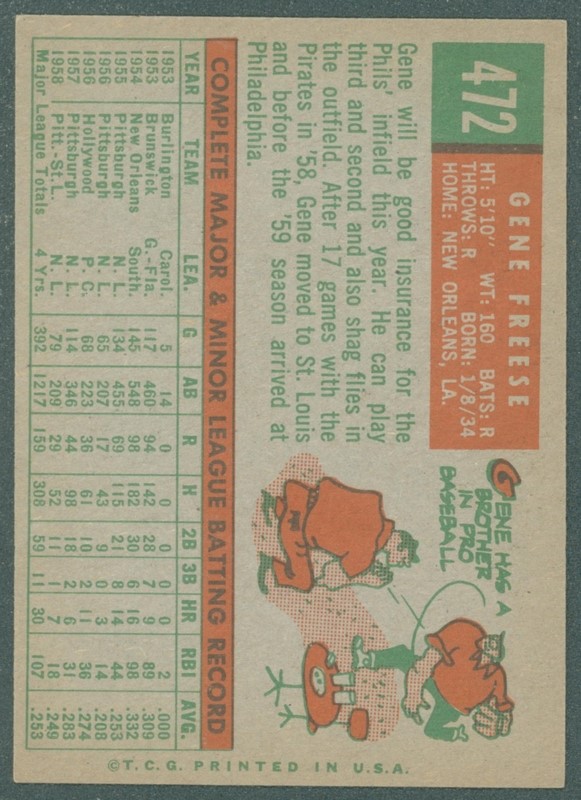 472
GENE FREESE
HT: 5'10" WT: 160 BATS: R
THROWS: R BORN: 1/8/34
HOME: NEW ORLEANS, LA.
Gene will be good insurance for the
Phils' infield this year. He can play
third and second and also shag flies in
the outfield. After 17 games with the
Pirates in '58, Gene moved to St. Louis
and before the '59 season arrived at
Philadelphia.
GENE HAS A
BROTHER
IN PRO
BASEBALL
COMPLETE MAJOR & MINOR LEAGUE BATTING RECORD
YEAR TEAM LEA. G AB R H 2B 3B HR RBI AVG.
1953 Burlington Carol. 5 14 0 0 0 0 0 2 .000
1953 Brunswick G.-Fla. 117 460 94 142 28 7 9 89 .309
1954 New Orleans South. 145 548 98 182 30 6 16 98 .332
1955 Pittsburgh N. L. 134 455 69 115 21 8 14 44 .253
1956 Pittsburgh N. L. 65 207 17 43 9 0 3 14 .208
1956 Hollywood P. C. 68 223 36 61 10 2 11 36 .274
1957 Pittsburgh N. L. 114 346 44 98 18 2 6 31 .283
1958 Pitt.-St. L. N. L. 79 209 29 52 11 1 7 18 .249
Major League Totals 4 Yrs. 392 1217 159 308 59 11 30 107 .253
©T.C.G. PRINTED IN U.S.A.